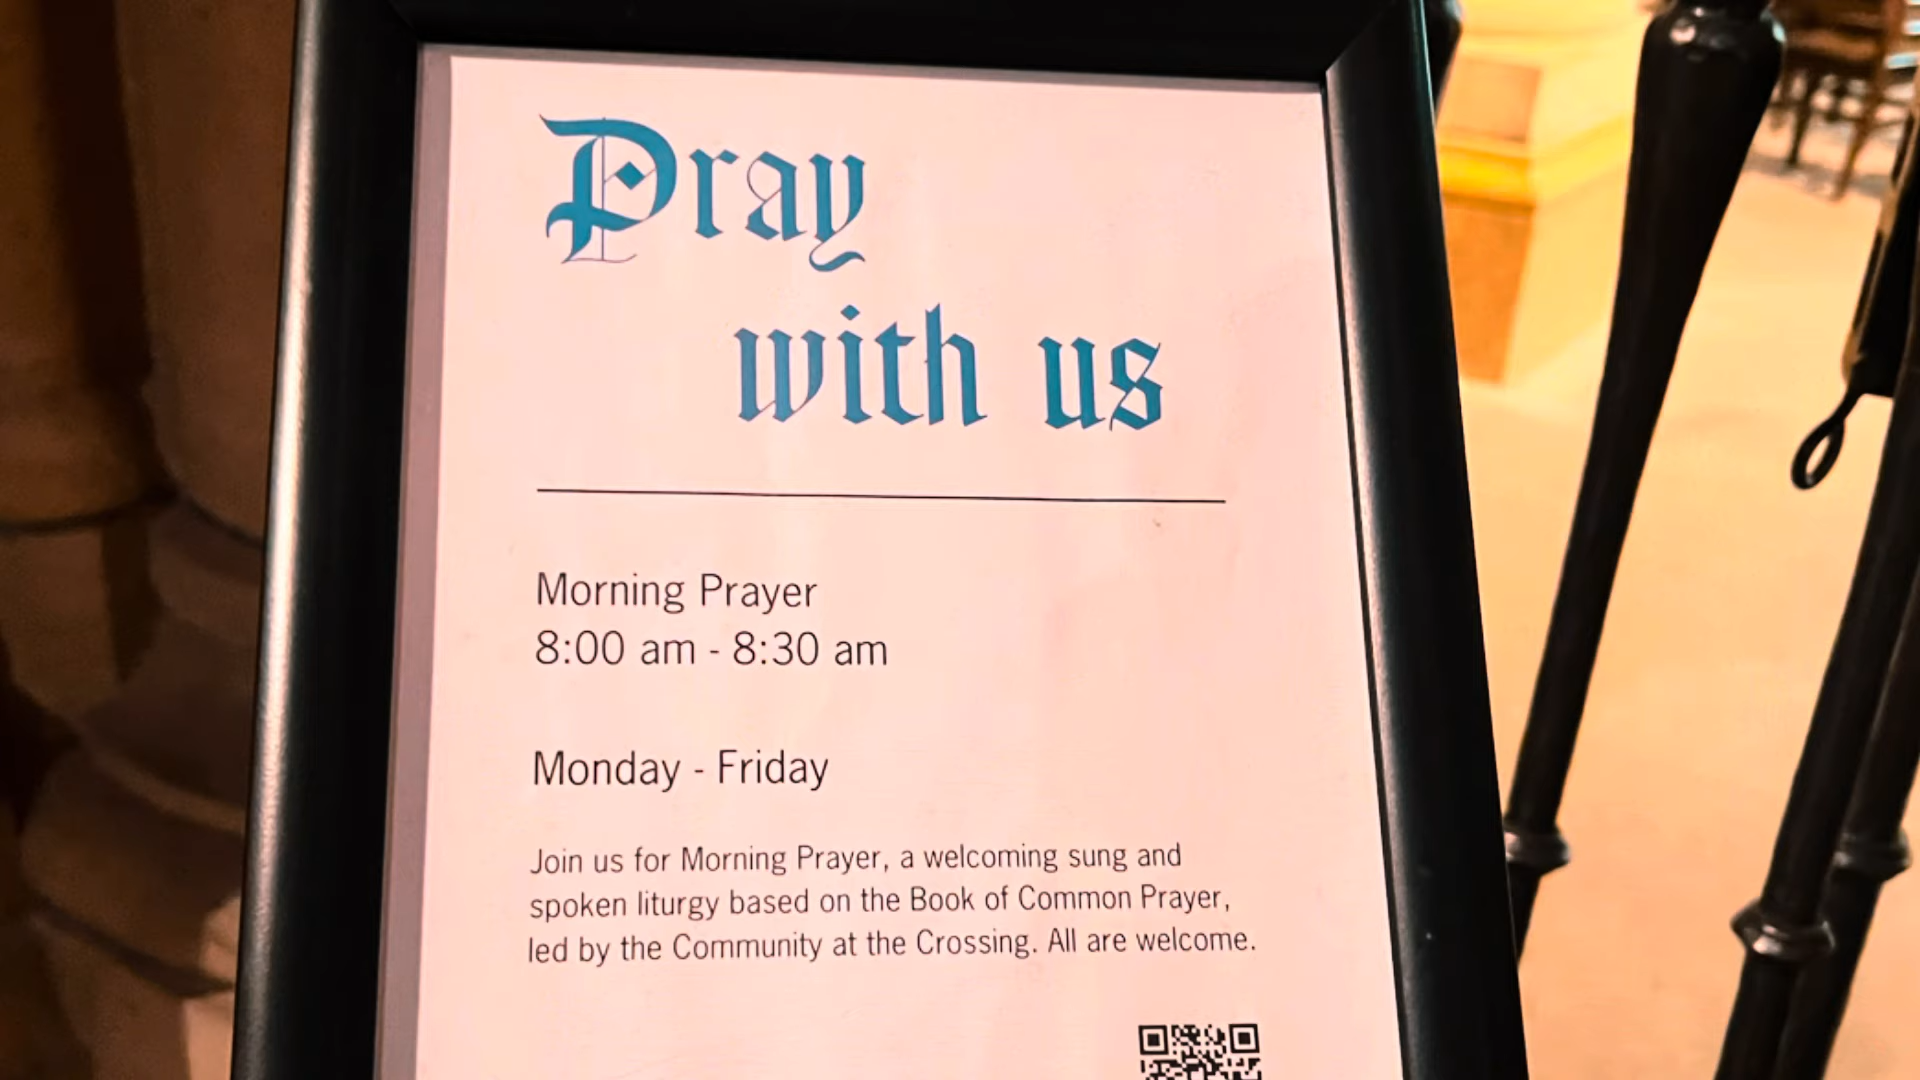 Pray
with us
Morning Prayer
8:00 am - 8:30 am
Monday - Friday
Join us for Morning Prayer, a welcoming sung and
spoken liturgy based on the Book of Common Prayer,
led by the Community at the Crossing. All are welcome.